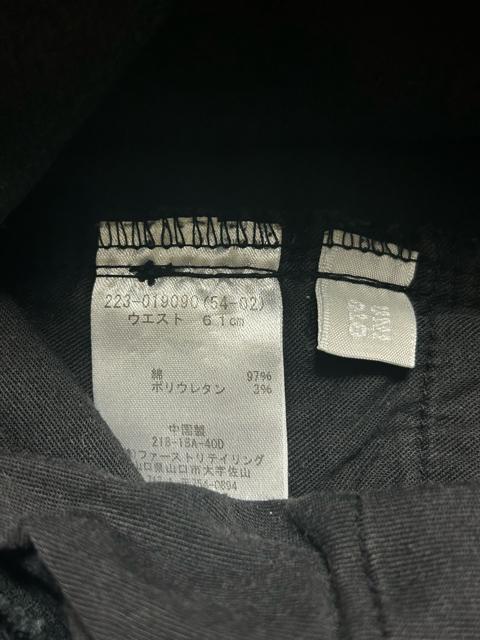 223-019090(54-02)
ウエスト 61cm
綿 97%
ポリウレタン 3%
中国製
218-18A-40D
ファーストリテイリング
山口県山口市大字佐山
754-0894